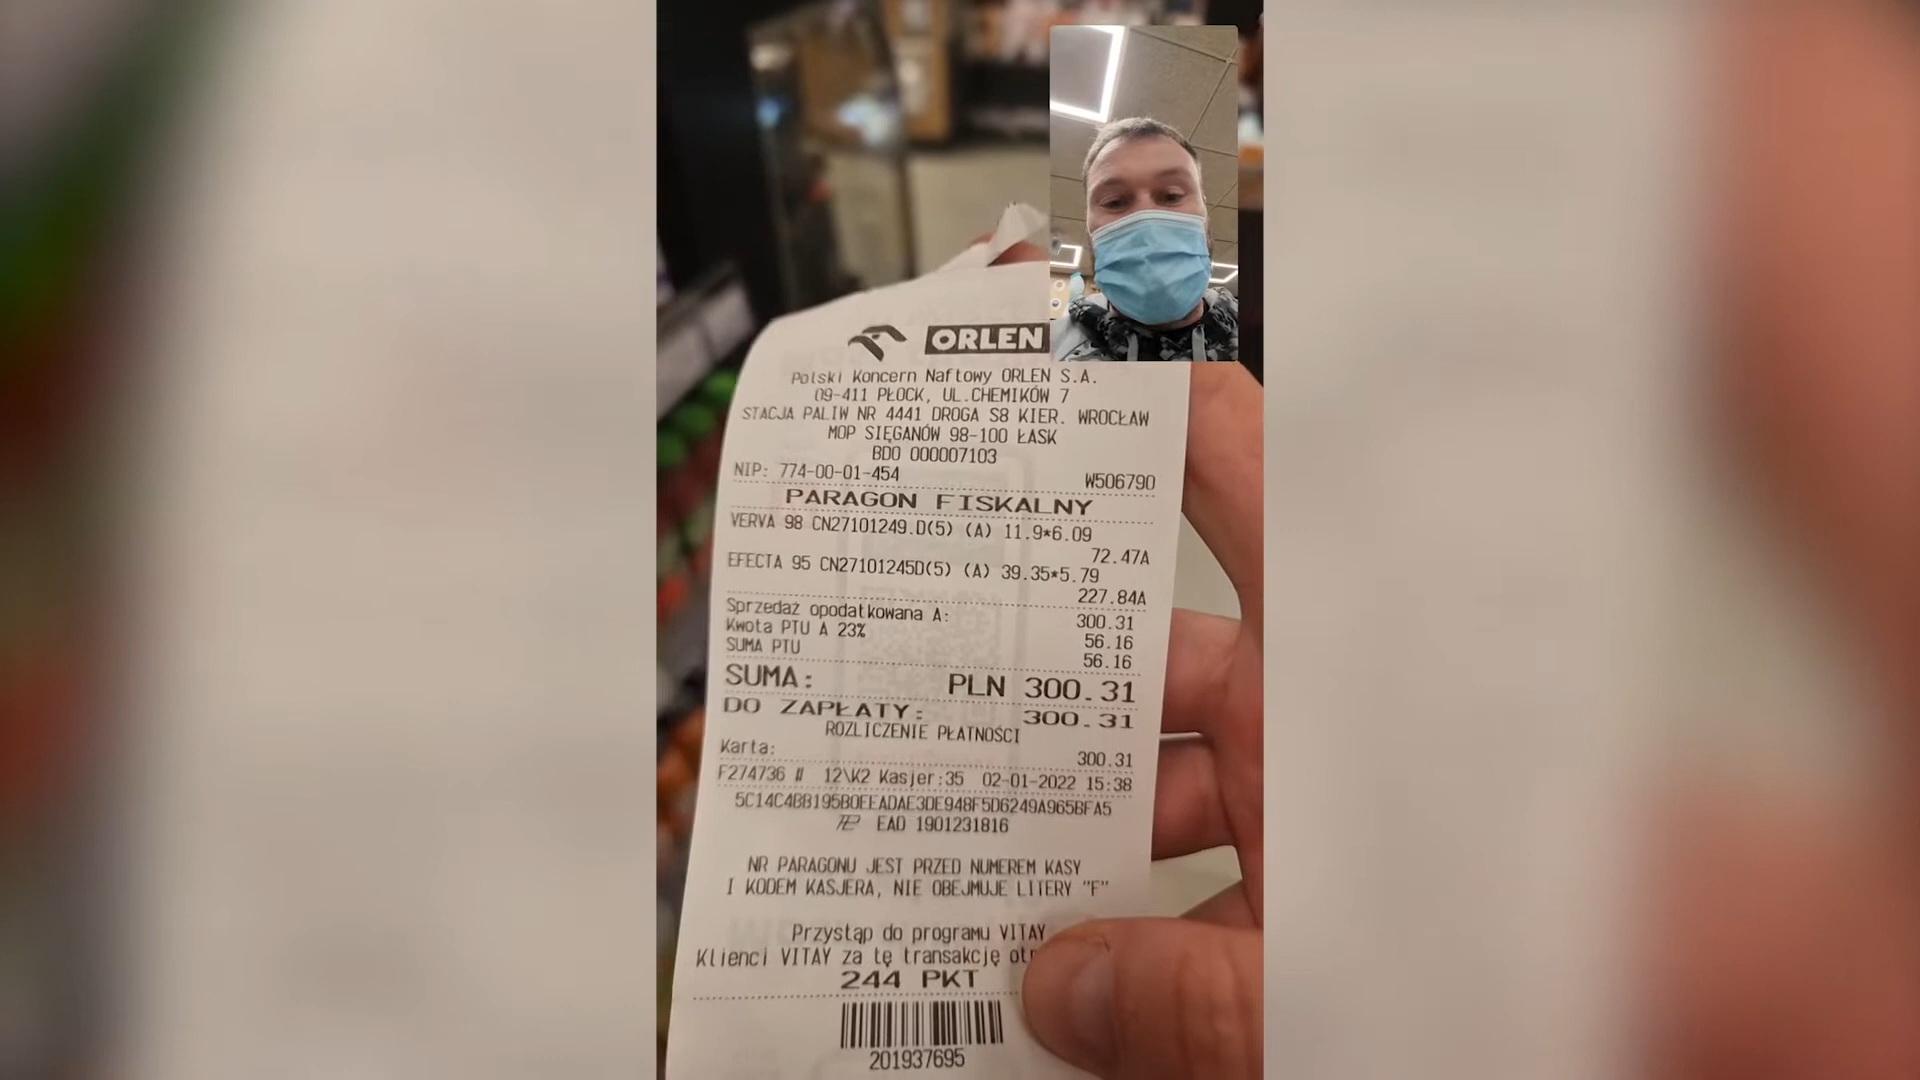 ORLEN
Polski Koncern Naftowy ORLEN S.A.
09-411 PŁOCK, UL.CHEMIKÓW 7
STACJA PALIW NR 4441 DROGA S8 KIER. WROCŁAW
MOP SIĘGANÓW 98-100 ŁASK
BDO 000007103
NIP: 774-00-01-454 W506790
PARAGON FISKALNY
VERVA 98 CN27101249.D(5) (A) 11.9*6.09
72.47A
EFECTA 95 CN27101245D(5) (A) 39.35*5.79
227.84A
Sprzedaż opodatkowana A: 300.31
Kwota PTU A 23% 56.16
SUMA PTU 56.16
SUMA: PLN 300.31
DO ZAPŁATY: 300.31
ROZLICZENIE PŁATNOŚCI
Karta: 300.31
F274736 # 12\K2 Kasjer:35 02-01-2022 15:38
5C14C4BB195B0EEADAE3DE948F5D6249A965BFA5
EAD 1901231816
NR PARAGONU JEST PRZED NUMEREM KASY
I KODEM KASJERA, NIE OBEJMUJE LITERY "F"
Przystąp do programu VITAY
Klienci VITAY za tę transakcję
244 PKT
201937695